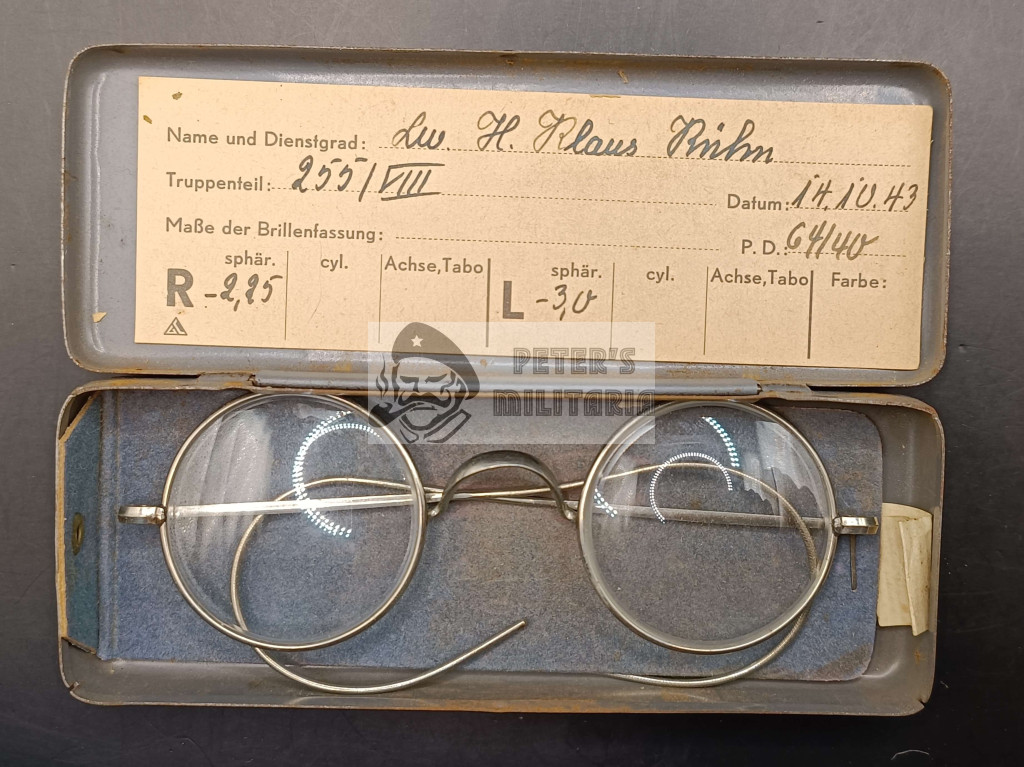 Name und Dienstgrad: Lw. H. Klaus Kühn
Truppenteil: 255/VIII
Datum: 14.10.43
Maße der Brillenfassung:
P. D.: 64/40
sphär. cyl. Achse,Tabo sphär. cyl. Achse,Tabo Farbe:
R -2,25 L -3,0
PETER'S
MILITARIA